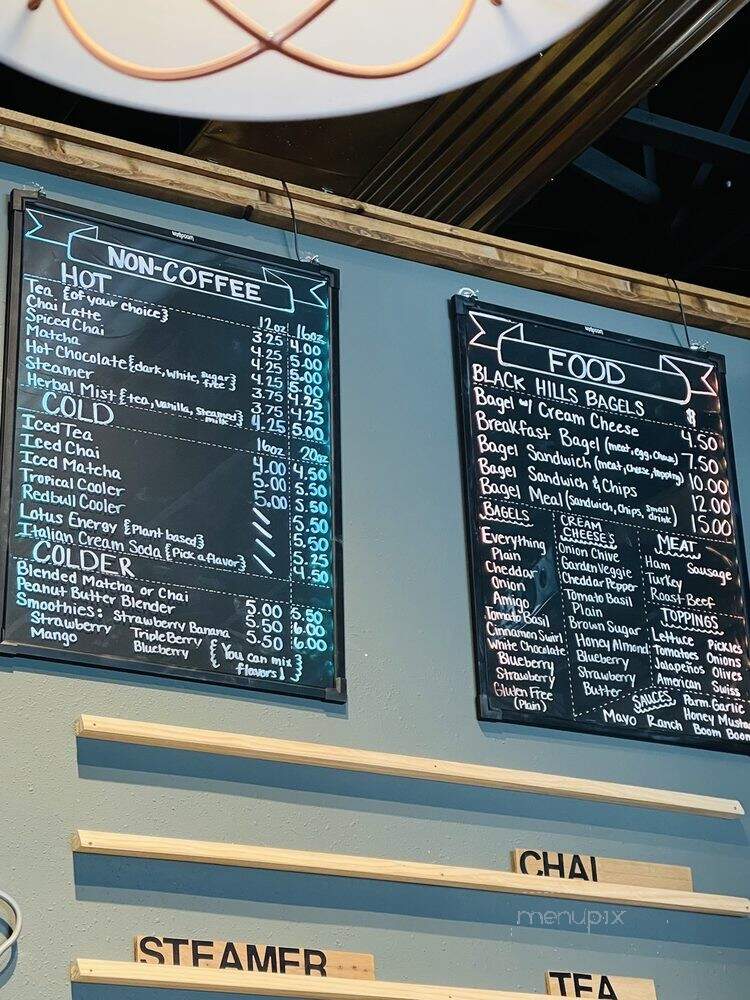 NON-COFFEE
HOT
12oz 16oz
Tea {of your choice} 3.25 4.00
Chai Latte 4.25 5.00
Spiced Chai 4.25 5.00
Matcha 4.25 5.00
Hot Chocolate {dark, white, sugar free} 3.75 4.25
Steamer 3.75 4.25
Herbal Mist {tea, vanilla, steamed milk} 4.25 5.00
COLD
16oz 20oz
Iced Tea 4.00 4.50
Iced Chai 5.00 5.50
Iced Matcha 5.00 5.50
Tropical Cooler / 5.50
Redbull Cooler / 5.50
Lotus Energy {Plant based} / 5.25
Italian Cream Soda {Pick a flavor} / 4.50
COLDER
Blended Matcha or Chai 5.00 5.50
Peanut Butter Blender 5.50 6.00
Smoothies: Strawberry Banana 5.50 6.00
Strawberry Triple Berry {You can mix
Mango Blueberry flavors}
FOOD
BLACK HILLS BAGELS
Bagel w/ Cream Cheese 4.50
Breakfast Bagel (meat, egg, cheese) 7.50
Bagel Sandwich (meat, cheese, topping) 10.00
Bagel Sandwich & Chips 12.00
Bagel Meal (sandwich, chips, small drink) 15.00
BAGELS
Everything
Plain
Cheddar
Onion
Amigo
Tomato Basil
Cinnamon Swirl
White Chocolate
Blueberry
Strawberry
Gluten Free
(Plain)
CREAM
CHEESES
Onion Chive
Garden Veggie
Cheddar Pepper
Tomato Basil
Plain
Brown Sugar
Honey Almond
Blueberry
Strawberry
Butter
MEAT
Ham Sausage
Turkey
Roast Beef
TOPPINGS
Lettuce Pickles
Tomatoes Onions
Jalapeños Olives
American Swiss
SAUCES Parm. Garlic
Mayo Ranch Honey Mustard
Boom Boom
CHAI
menupix
STEAMER
TEA